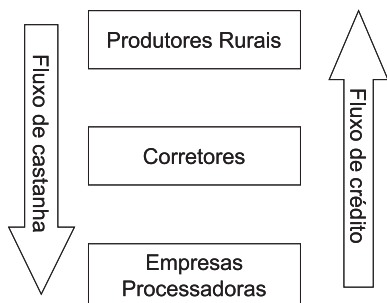 Produtores Rurais
Fluxo de castanha
Fluxo de crédito
Corretores
Empresas
Processadoras